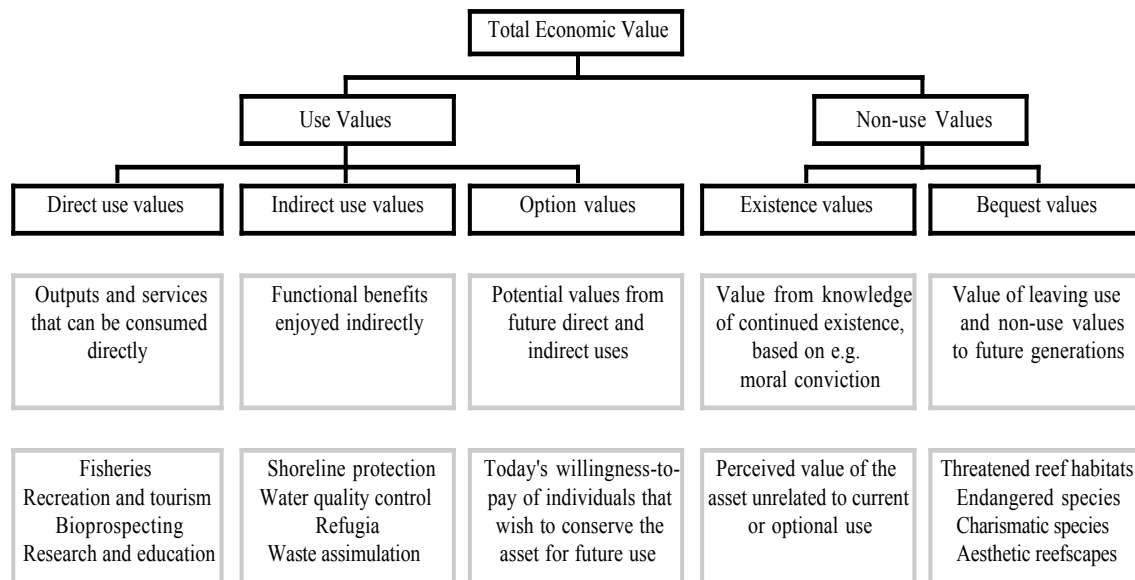 Total Economic Value
Use Values
Non-use Values
Direct use values
Indirect use values
Option values
Existence values
Bequest values
Outputs and services
that can be consumed
directly
Functional benefits
enjoyed indirectly
Potential values from
future direct and
indirect uses
Value from knowledge
of continued existence,
based on e.g.
moral conviction
Value of leaving use
and non-use values
to future generations
Fisheries
Recreation and tourism
Bioprospecting
Research and education
Shoreline protection
Water quality control
Refugia
Waste assimulation
Today's willingness-to-
pay of individuals that
wish to conserve the
asset for future use
Perceived value of the
asset unrelated to current
or optional use
Threatened reef habitats
Endangered species
Charismatic species
Aesthetic reefscapes